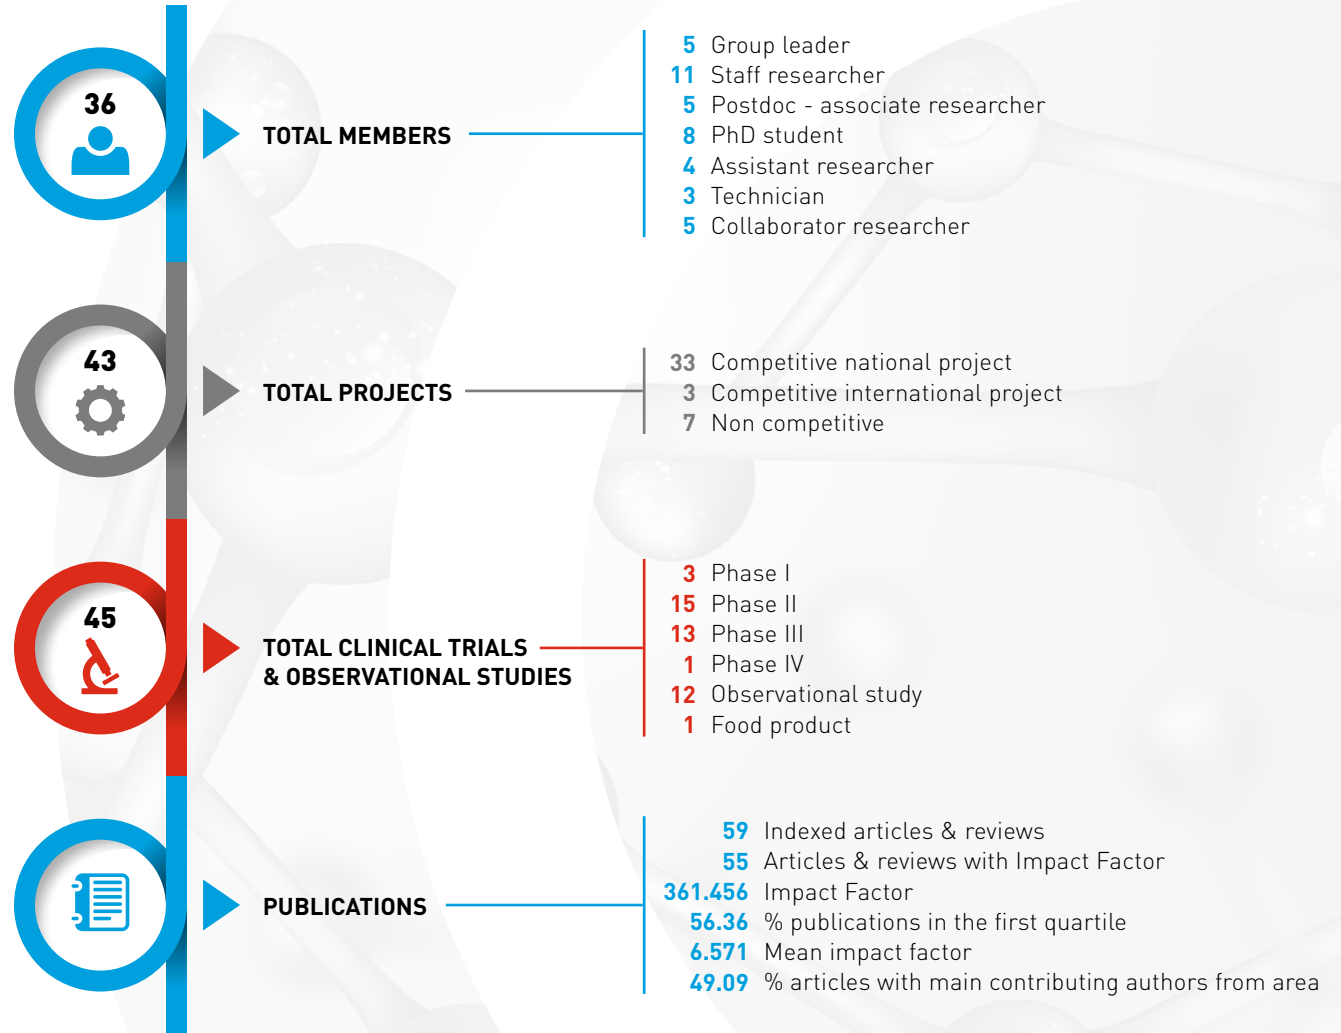 36
TOTAL MEMBERS
5 Group leader
11 Staff researcher
5 Postdoc - associate researcher
8 PhD student
4 Assistant researcher
3 Technician
5 Collaborator researcher
43
TOTAL PROJECTS
33 Competitive national project
3 Competitive international project
7 Non competitive
45
TOTAL CLINICAL TRIALS
& OBSERVATIONAL STUDIES
3 Phase I
15 Phase II
13 Phase III
1 Phase IV
12 Observational study
1 Food product
PUBLICATIONS
59 Indexed articles & reviews
55 Articles & reviews with Impact Factor
361.456 Impact Factor
56.36 % publications in the first quartile
6.571 Mean impact factor
49.09 % articles with main contributing authors from area